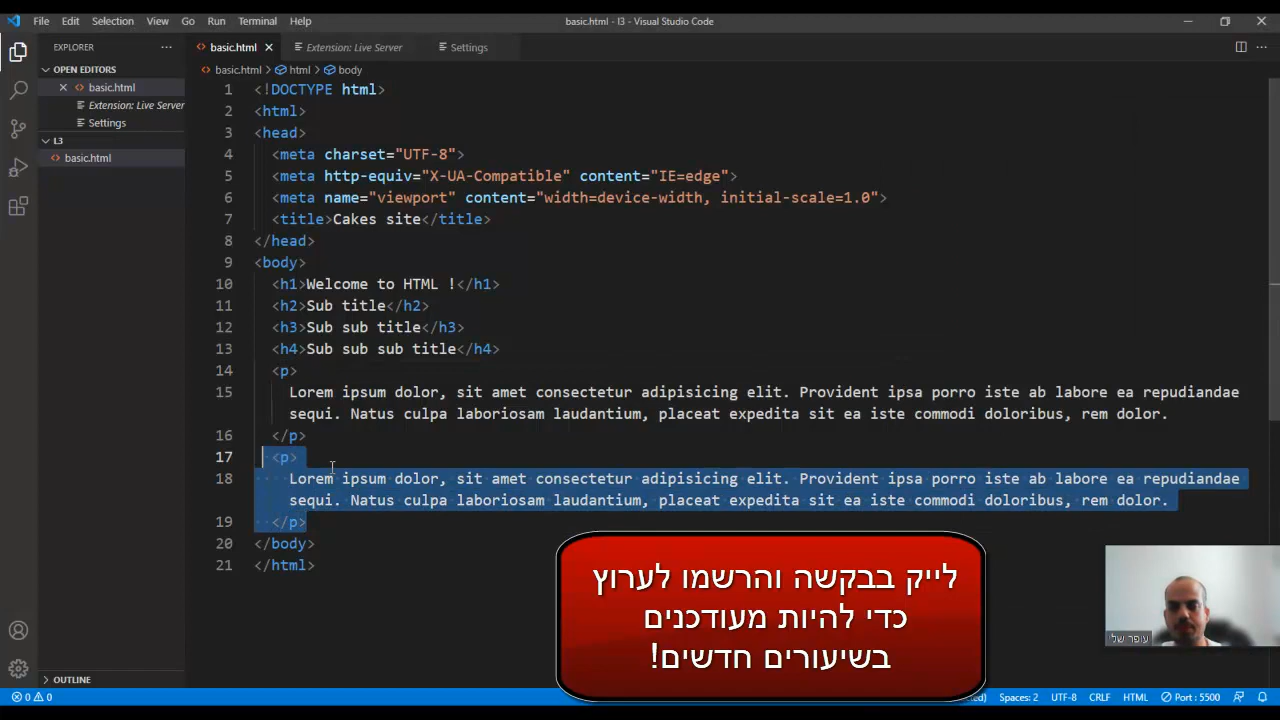 File Edit Selection View Go Run Terminal Help
basic.html - l3 - Visual Studio Code
EXPLORER
OPEN EDITORS
basic.html
Extension: Live Server
Settings
L3
basic.html
OUTLINE
basic.html Extension: Live Server Settings
basic.html html body
1 <!DOCTYPE html>
2 <html>
3 <head>
4 <meta charset="UTF-8">
5 <meta http-equiv="X-UA-Compatible" content="IE=edge">
6 <meta name="viewport" content="width=device-width, initial-scale=1.0">
7 <title>Cakes site</title>
8 </head>
9 <body>
10 <h1>Welcome to HTML !</h1>
11 <h2>Sub title</h2>
12 <h3>Sub sub title</h3>
13 <h4>Sub sub sub title</h4>
14 <p>
15 Lorem ipsum dolor, sit amet consectetur adipisicing elit. Provident ipsa porro iste ab labore ea repudiandae
sequi. Natus culpa laboriosam laudantium, placeat expedita sit ea iste commodi doloribus, rem dolor.
16 </p>
17 <p>
18 Lorem ipsum dolor, sit amet consectetur adipisicing elit. Provident ipsa porro iste ab labore ea repudiandae
sequi. Natus culpa laboriosam laudantium, placeat expedita sit ea iste commodi doloribus, rem dolor.
19 </p>
20 </body>
21 </html>
לייק בבקשה והרשמו לערוץ
כדי להיות מעודכנים
בשיעורים חדשים!
עופר שלי
0 0 Spaces: 2 UTF-8 CRLF HTML Port : 5500